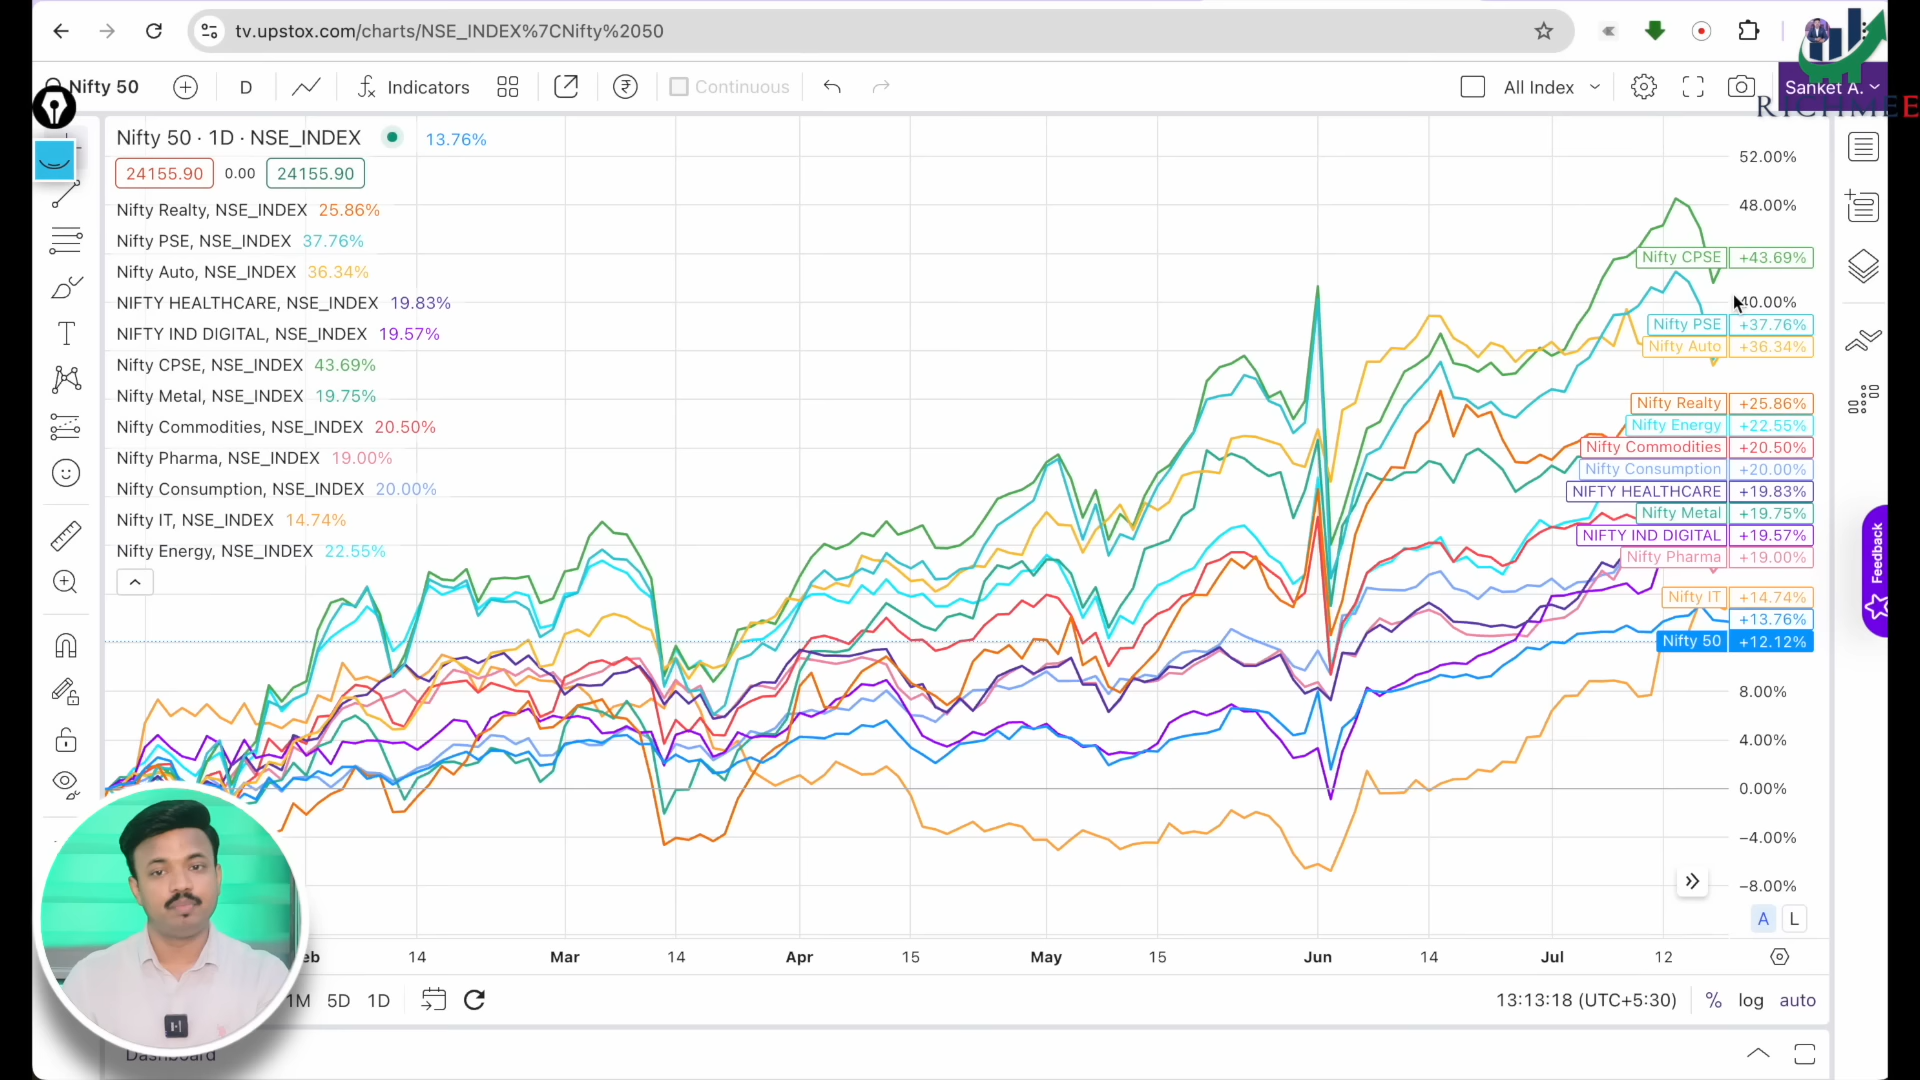 tv.upstox.com/charts/NSE_INDEX%7CNifty%2050
Nifty 50
D
Indicators
Continuous
All Index
Sanket A.
RICHMEE
Nifty 50 · 1D · NSE_INDEX
13.76%
24155.90
0.00
24155.90
Nifty Realty, NSE_INDEX 25.86%
Nifty PSE, NSE_INDEX 37.76%
Nifty Auto, NSE_INDEX 36.34%
NIFTY HEALTHCARE, NSE_INDEX 19.83%
NIFTY IND DIGITAL, NSE_INDEX 19.57%
Nifty CPSE, NSE_INDEX 43.69%
Nifty Metal, NSE_INDEX 19.75%
Nifty Commodities, NSE_INDEX 20.50%
Nifty Pharma, NSE_INDEX 19.00%
Nifty Consumption, NSE_INDEX 20.00%
Nifty IT, NSE_INDEX 14.74%
Nifty Energy, NSE_INDEX 22.55%
52.00%
48.00%
Nifty CPSE +43.69%
40.00%
Nifty PSE +37.76%
Nifty Auto +36.34%
Nifty Realty +25.86%
Nifty Energy +22.55%
Nifty Commodities +20.50%
Nifty Consumption +20.00%
NIFTY HEALTHCARE +19.83%
Nifty Metal +19.75%
NIFTY IND DIGITAL +19.57%
Nifty Pharma +19.00%
Nifty IT +14.74%
+13.76%
Nifty 50 +12.12%
8.00%
4.00%
0.00%
−4.00%
−8.00%
Feedback
A
L
eb
14
Mar
14
Apr
15
May
15
Jun
14
Jul
12
1M
5D
1D
13:13:18 (UTC+5:30)
%
log
auto
Dashboard